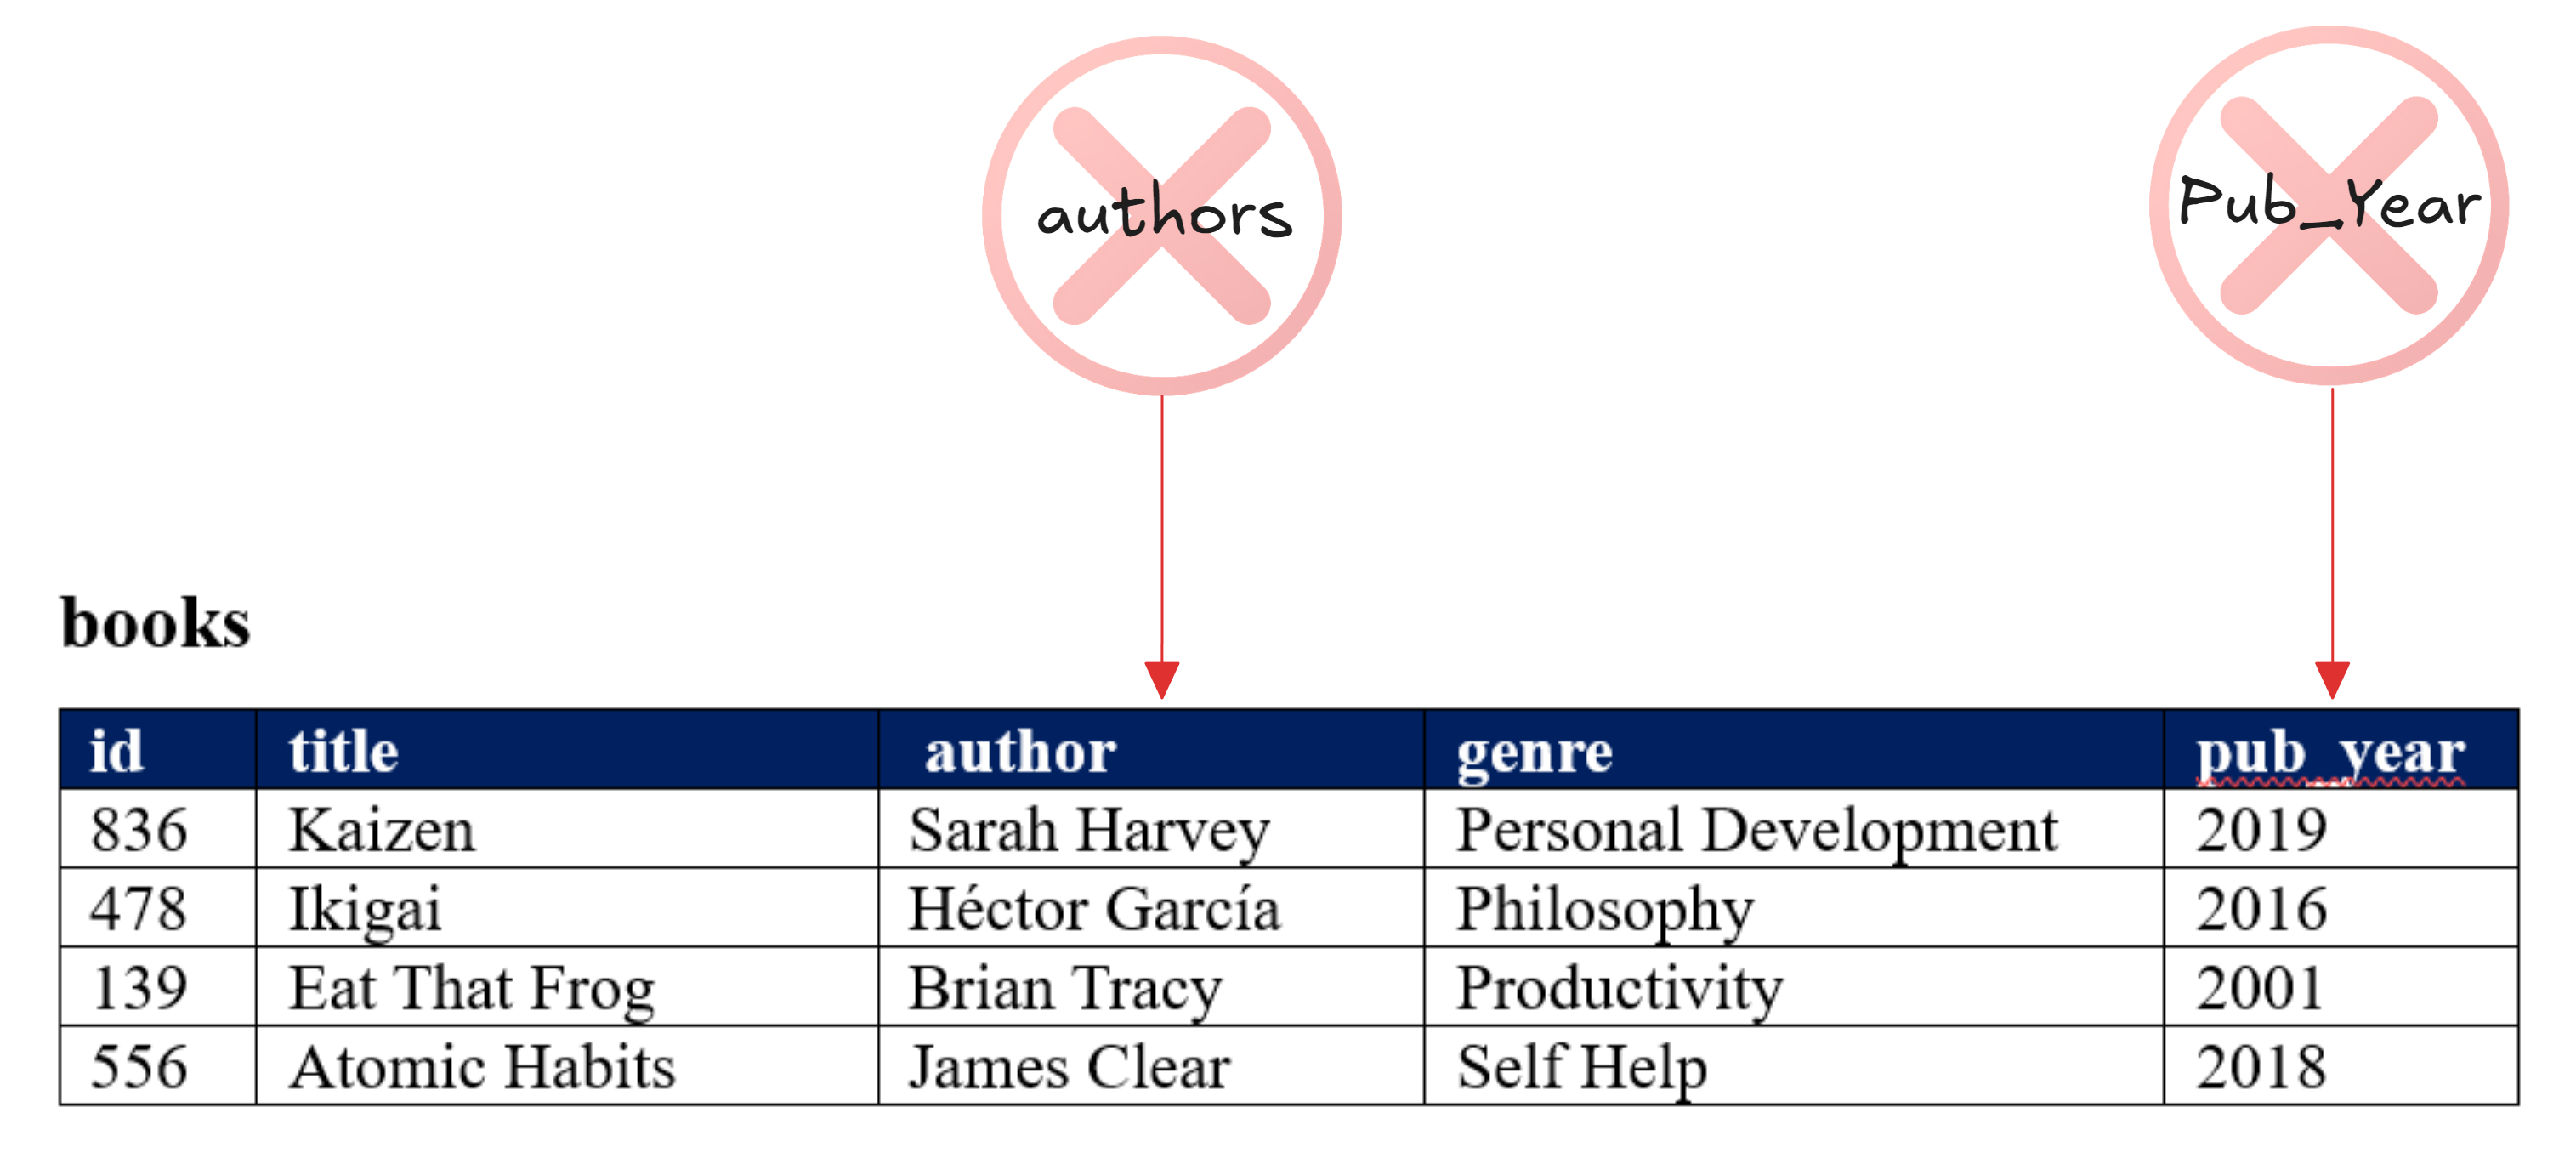 authors
Pub_Year
books
id title author genre pub_year
836 Kaizen Sarah Harvey Personal Development 2019
478 Ikigai Héctor García Philosophy 2016
139 Eat That Frog Brian Tracy Productivity 2001
556 Atomic Habits James Clear Self Help 2018